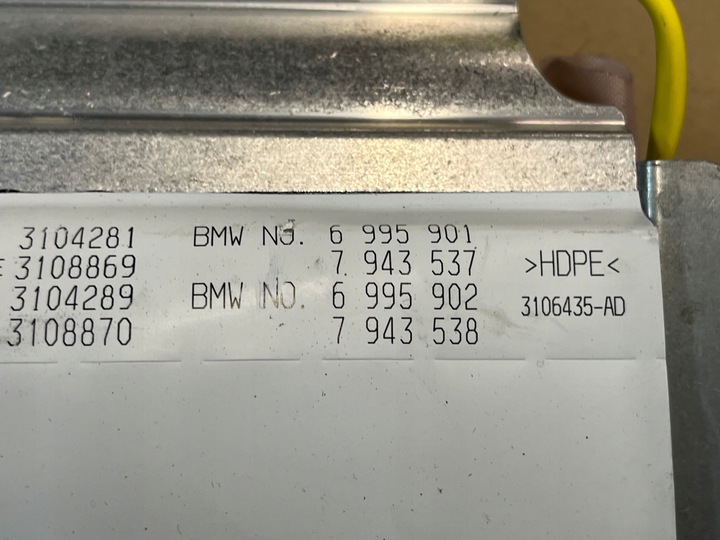 3104281 BMW NO. 6 995 901
E 3108869 7 943 537 >HDPE<
3104289 BMW NO. 6 995 902
3108870 7 943 538
3106435-AD